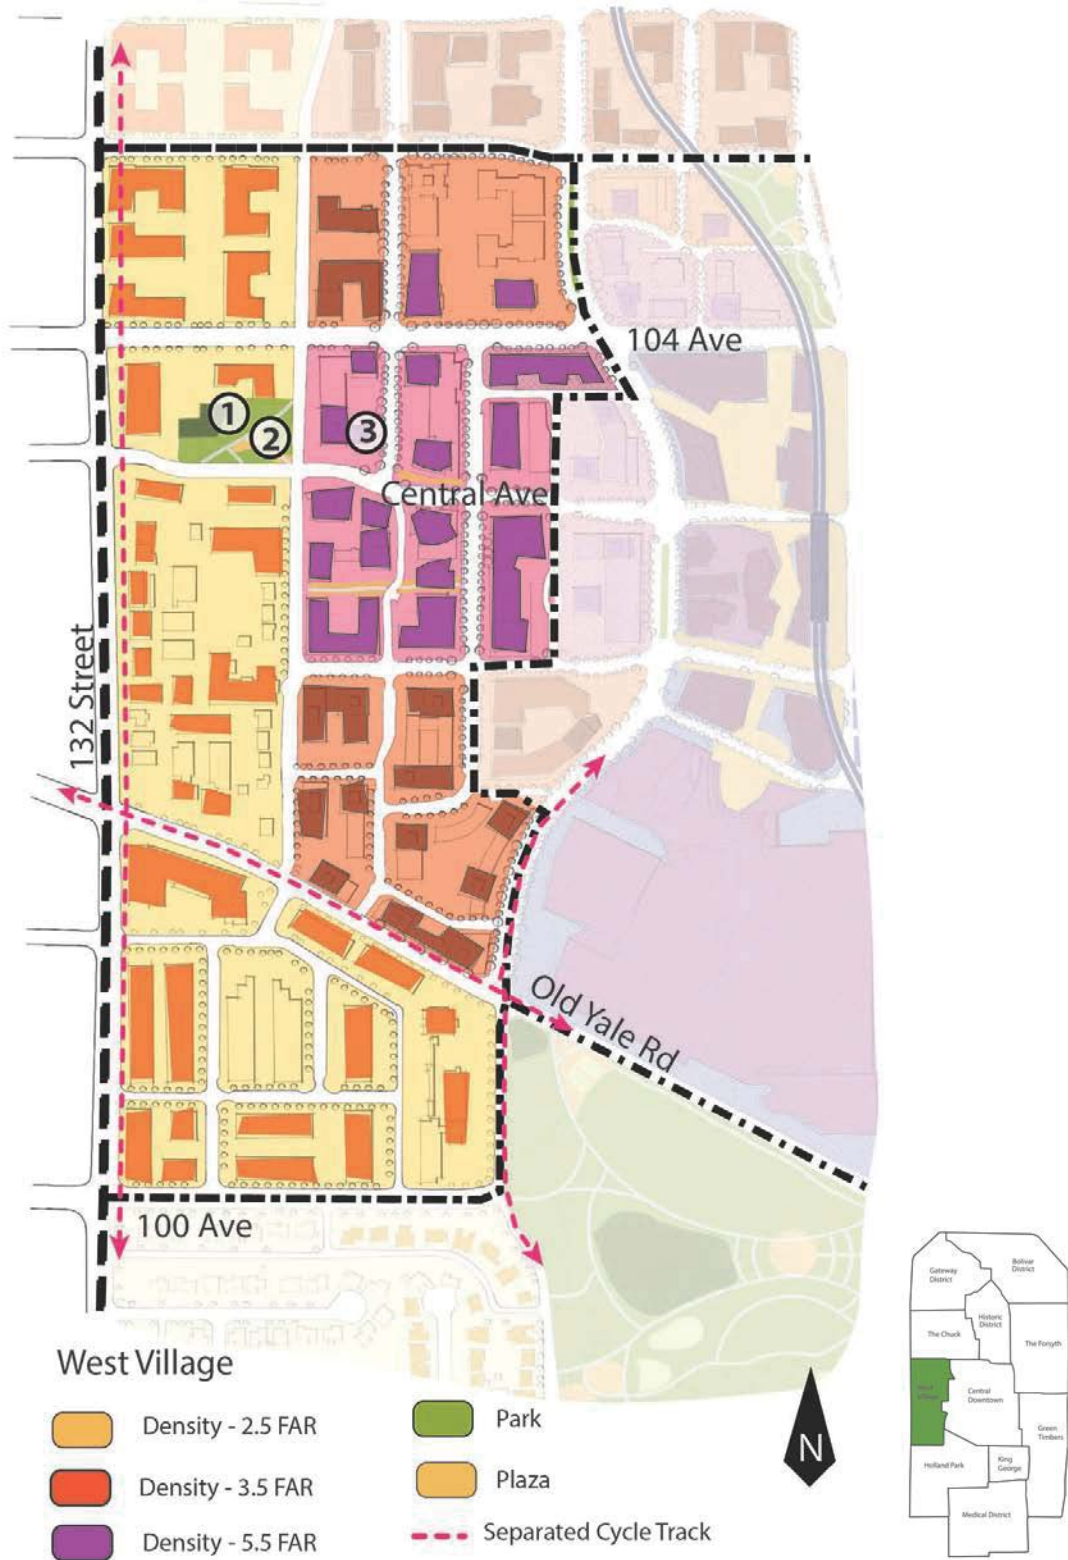 104 Ave
1
2
3
Central Ave
132 Street
Old Yale Rd
100 Ave
West Village
Density - 2.5 FAR
Density - 3.5 FAR
Density - 5.5 FAR
Park
Plaza
Separated Cycle Track
N
Gateway
District
Bolivar
District
Historic
District
The Chuck
The Forsyth
West
Village
Central
Downtown
Green
Timbers
Holland Park
King
George
Medical District